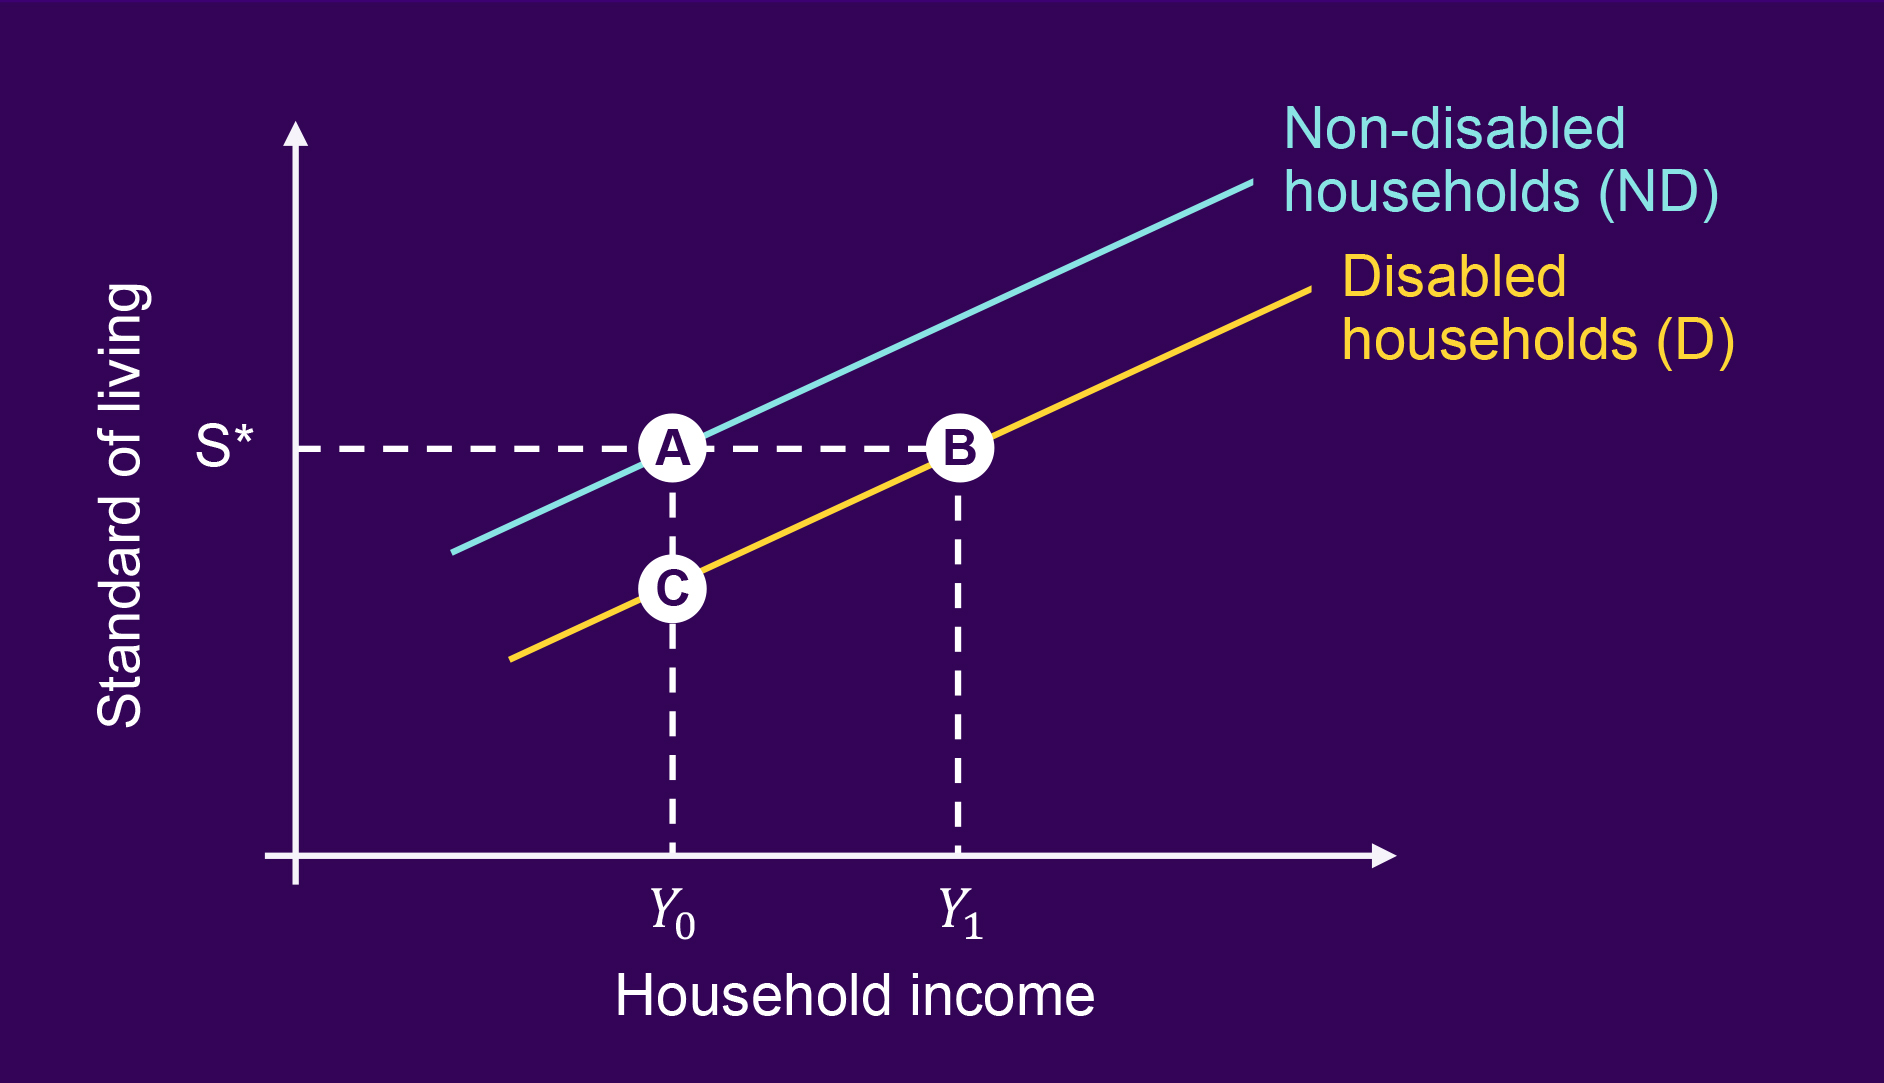 Non-disabled
households (ND)
Disabled
households (D)
Standard of living
S*
A
B
C
Y₀
Y₁
Household income